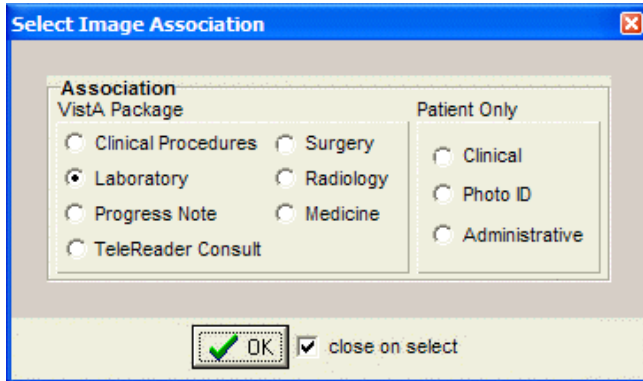 Select Image Association
Association
VistA Package
Patient Only
Clinical Procedures
Surgery
Laboratory
Radiology
Progress Note
Medicine
TeleReader Consult
Clinical
Photo ID
Administrative
OK
close on select